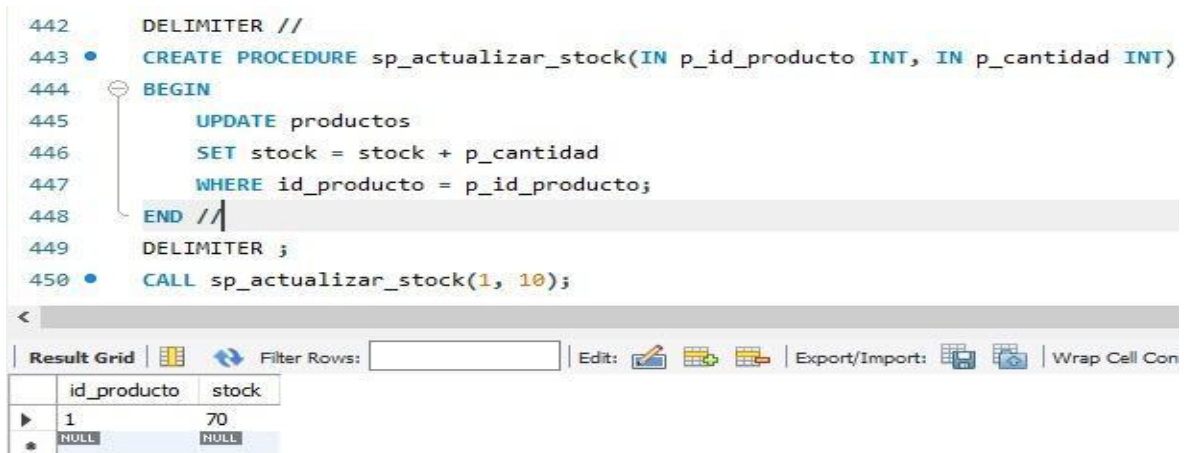 442 DELIMITER //
443 CREATE PROCEDURE sp_actualizar_stock(IN p_id_producto INT, IN p_cantidad INT)
444 BEGIN
445 UPDATE productos
446 SET stock = stock + p_cantidad
447 WHERE id_producto = p_id_producto;
448 END //
449 DELIMITER ;
450 CALL sp_actualizar_stock(1, 10);
Result Grid Filter Rows: Edit: Export/Import: Wrap Cell Con
id_producto stock
1 70
NULL NULL